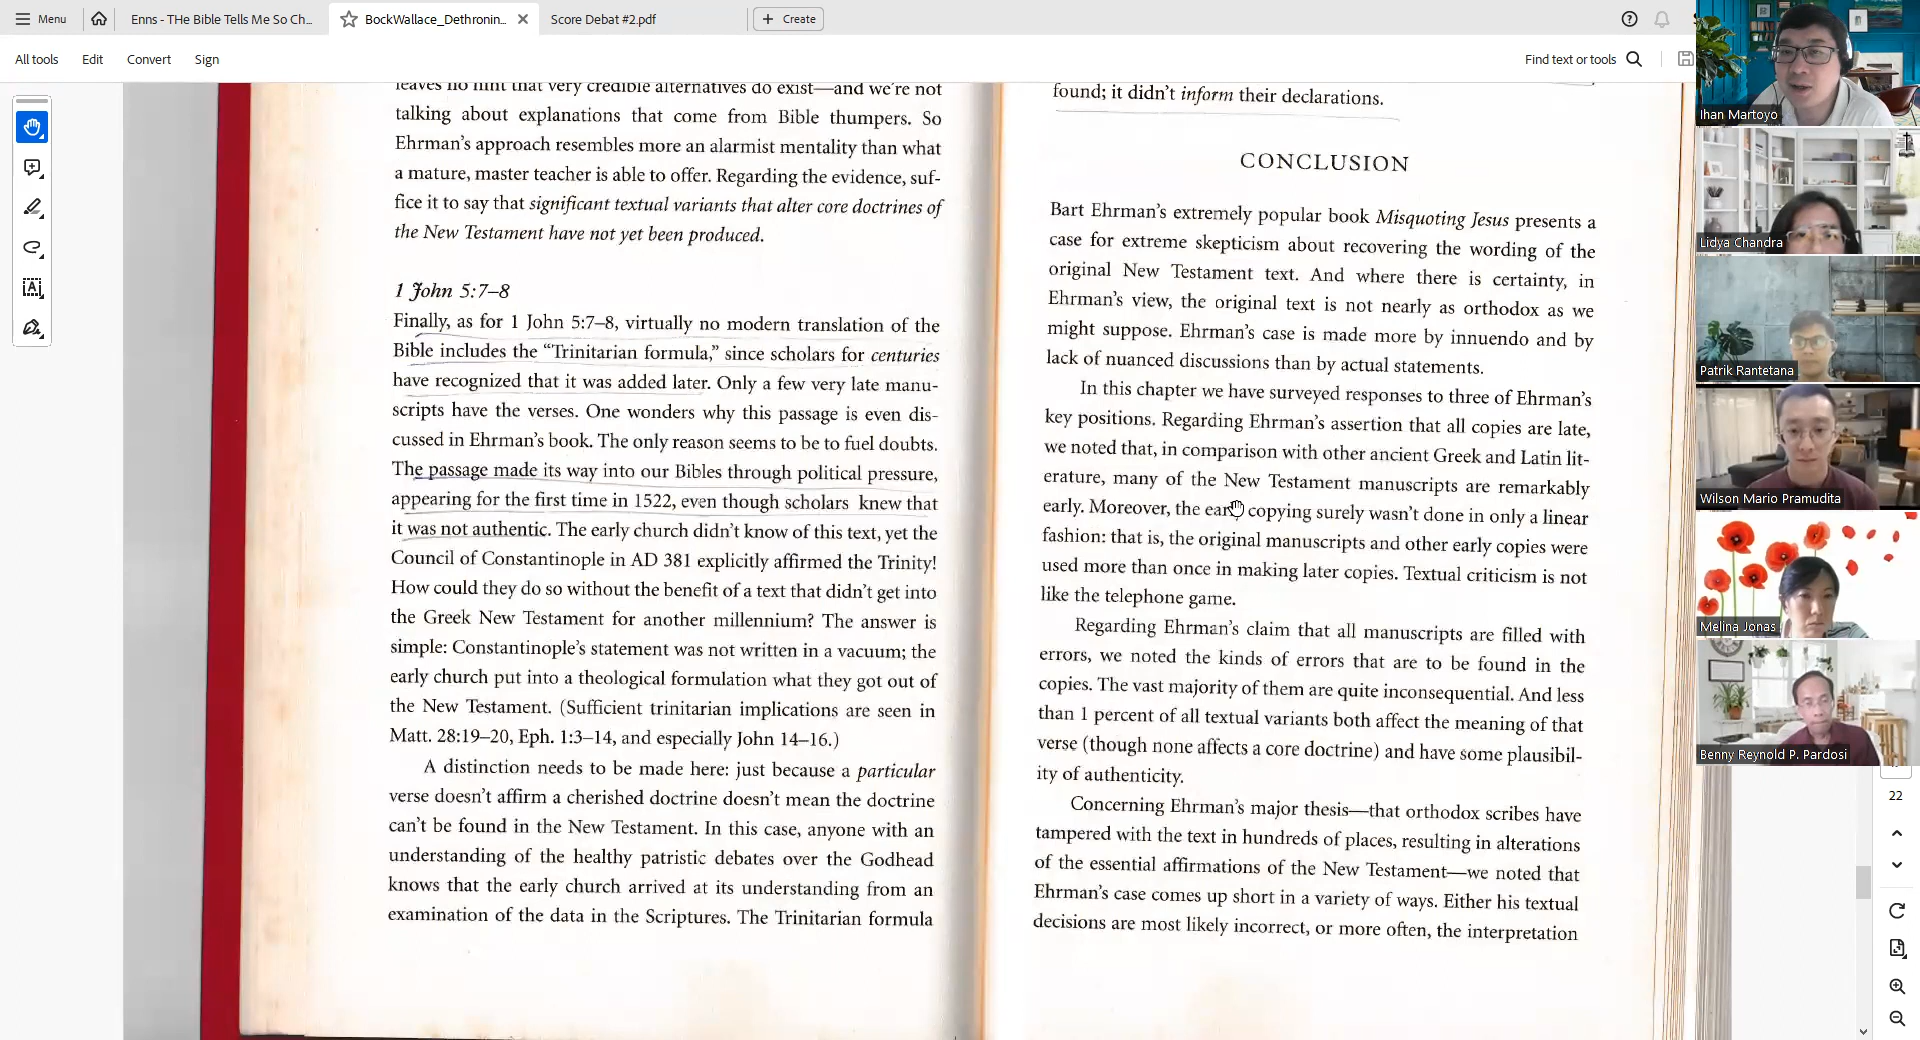 Menu
Enns - THe Bible Tells Me So Ch...
BockWallace_Dethronin...
Score Debat #2.pdf
Create
All tools
Edit
Convert
Sign
Find text or tools
leaves no hint that very credible alternatives do exist—and we're not
talking about explanations that come from Bible thumpers. So
Ehrman's approach resembles more an alarmist mentality than what
a mature, master teacher is able to offer. Regarding the evidence, suf-
fice it to say that significant textual variants that alter core doctrines of
the New Testament have not yet been produced.
1 John 5:7–8
Finally, as for 1 John 5:7–8, virtually no modern translation of the
Bible includes the “Trinitarian formula,” since scholars for centuries
have recognized that it was added later. Only a few very late manu-
scripts have the verses. One wonders why this passage is even dis-
cussed in Ehrman's book. The only reason seems to be to fuel doubts.
The passage made its way into our Bibles through political pressure,
appearing for the first time in 1522, even though scholars knew that
it was not authentic. The early church didn't know of this text, yet the
Council of Constantinople in AD 381 explicitly affirmed the Trinity!
How could they do so without the benefit of a text that didn't get into
the Greek New Testament for another millennium? The answer is
simple: Constantinople's statement was not written in a vacuum; the
early church put into a theological formulation what they got out of
the New Testament. (Sufficient trinitarian implications are seen in
Matt. 28:19–20, Eph. 1:3–14, and especially John 14–16.)
A distinction needs to be made here: just because a particular
verse doesn't affirm a cherished doctrine doesn't mean the doctrine
can't be found in the New Testament. In this case, anyone with an
understanding of the healthy patristic debates over the Godhead
knows that the early church arrived at its understanding from an
examination of the data in the Scriptures. The Trinitarian formula
found; it didn't inform their declarations.
CONCLUSION
Bart Ehrman's extremely popular book Misquoting Jesus presents a
case for extreme skepticism about recovering the wording of the
original New Testament text. And where there is certainty, in
Ehrman's view, the original text is not nearly as orthodox as we
might suppose. Ehrman's case is made more by innuendo and by
lack of nuanced discussions than by actual statements.
In this chapter we have surveyed responses to three of Ehrman's
key positions. Regarding Ehrman's assertion that all copies are late,
we noted that, in comparison with other ancient Greek and Latin lit-
erature, many of the New Testament manuscripts are remarkably
early. Moreover, the early copying surely wasn't done in only a linear
fashion: that is, the original manuscripts and other early copies were
used more than once in making later copies. Textual criticism is not
like the telephone game.
Regarding Ehrman's claim that all manuscripts are filled with
errors, we noted the kinds of errors that are to be found in the
copies. The vast majority of them are quite inconsequential. And less
than 1 percent of all textual variants both affect the meaning of that
verse (though none affects a core doctrine) and have some plausibil-
ity of authenticity.
Concerning Ehrman's major thesis—that orthodox scribes have
tampered with the text in hundreds of places, resulting in alterations
of the essential affirmations of the New Testament—we noted that
Ehrman's case comes up short in a variety of ways. Either his textual
decisions are most likely incorrect, or more often, the interpretation
Ihan Martoyo
Lidya Chandra
Patrik Rantetana
Wilson Mario Pramudita
Melina Jonas
Benny Reynold P. Pardosi
22